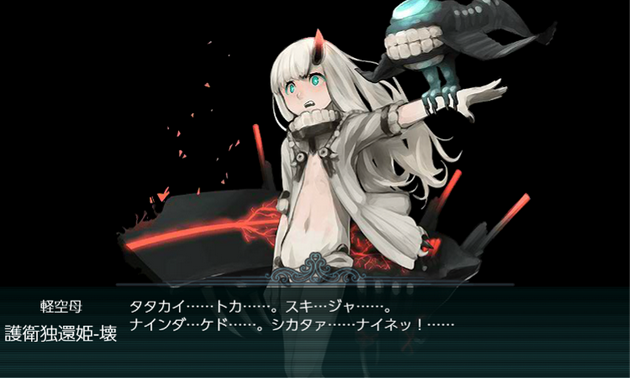 軽空母
護衛独還姫-壊
タタカイ……トカ……。スキ…ジャ……。
ナインダ…ケド……。シカタァ……ナイネッ!……